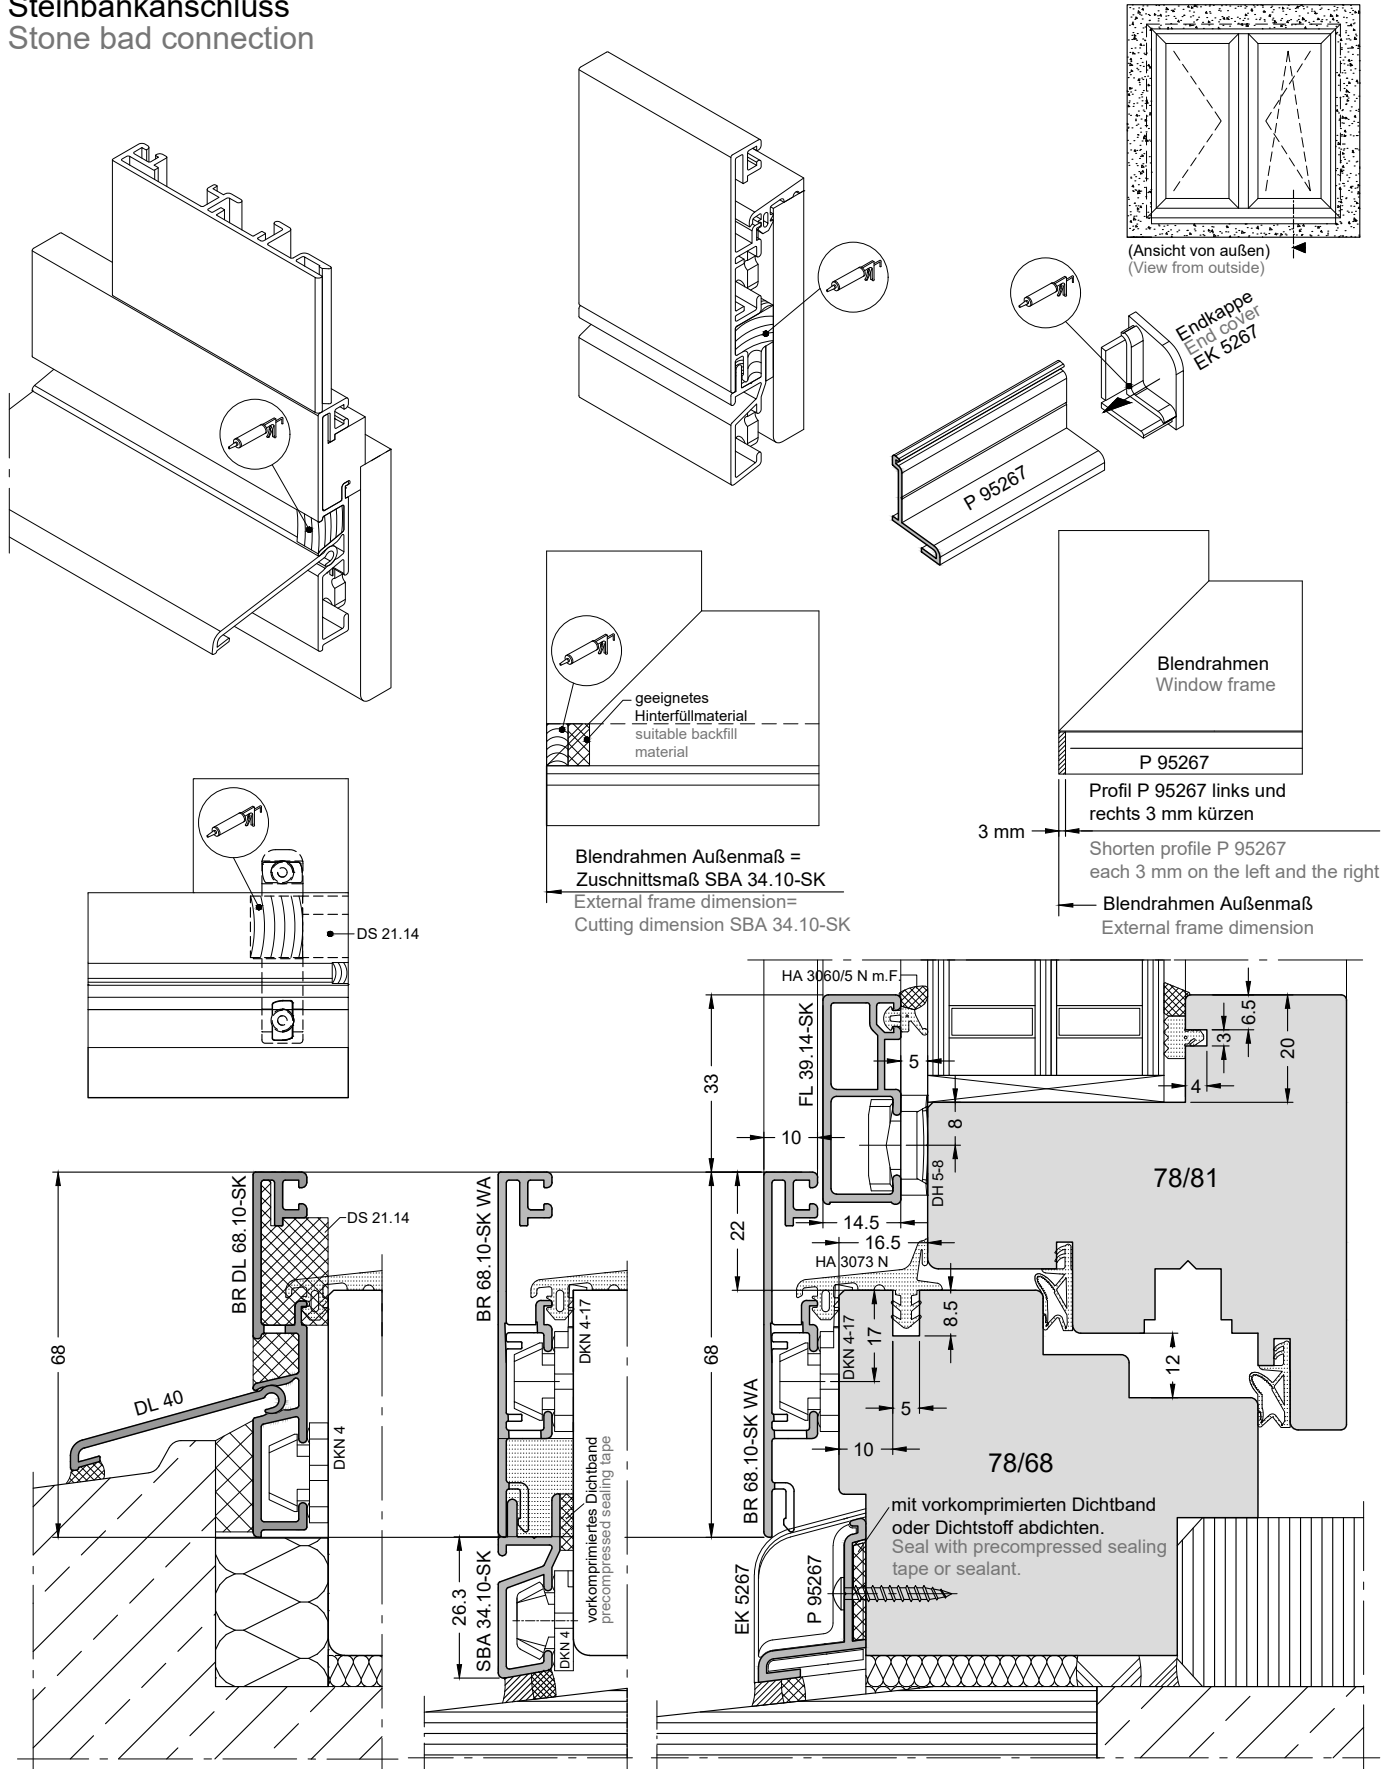 Steinbankanschluss
Stone bad connection
(Ansicht von außen)
(View from outside)
Endkappe
End cover
EK 5267
P 95267
geeignetes
Hinterfüllmaterial
suitable backfill
material
Blendrahmen Außenmaß =
Zuschnittsmaß SBA 34.10-SK
External frame dimension=
Cutting dimension SBA 34.10-SK
Blendrahmen
Window frame
P 95267
Profil P 95267 links und
rechts 3 mm kürzen
3 mm
Shorten profile P 95267
each 3 mm on the left and the right
Blendrahmen Außenmaß
External frame dimension
DS 21.14
HA 3060/5 N m.F.
FL 39.14-SK
33
5
6.5
3
20
4
10
8
DH 5-8
78/81
14.5
16.5
HA 3073 N
22
68
BR DL 68.10-SK
DS 21.14
DL 40
DKN 4
BR 68.10-SK WA
DKN 4-17
vorkomprimiertes Dichtband
precompressed sealing tape
26.3
SBA 34.10-SK
DKN 4
68
BR 68.10-SK WA
DKN 4-17
17
8.5
5
10
12
78/68
mit vorkomprimierten Dichtband
oder Dichtstoff abdichten.
Seal with precompressed sealing
tape or sealant.
EK 5267
P 95267